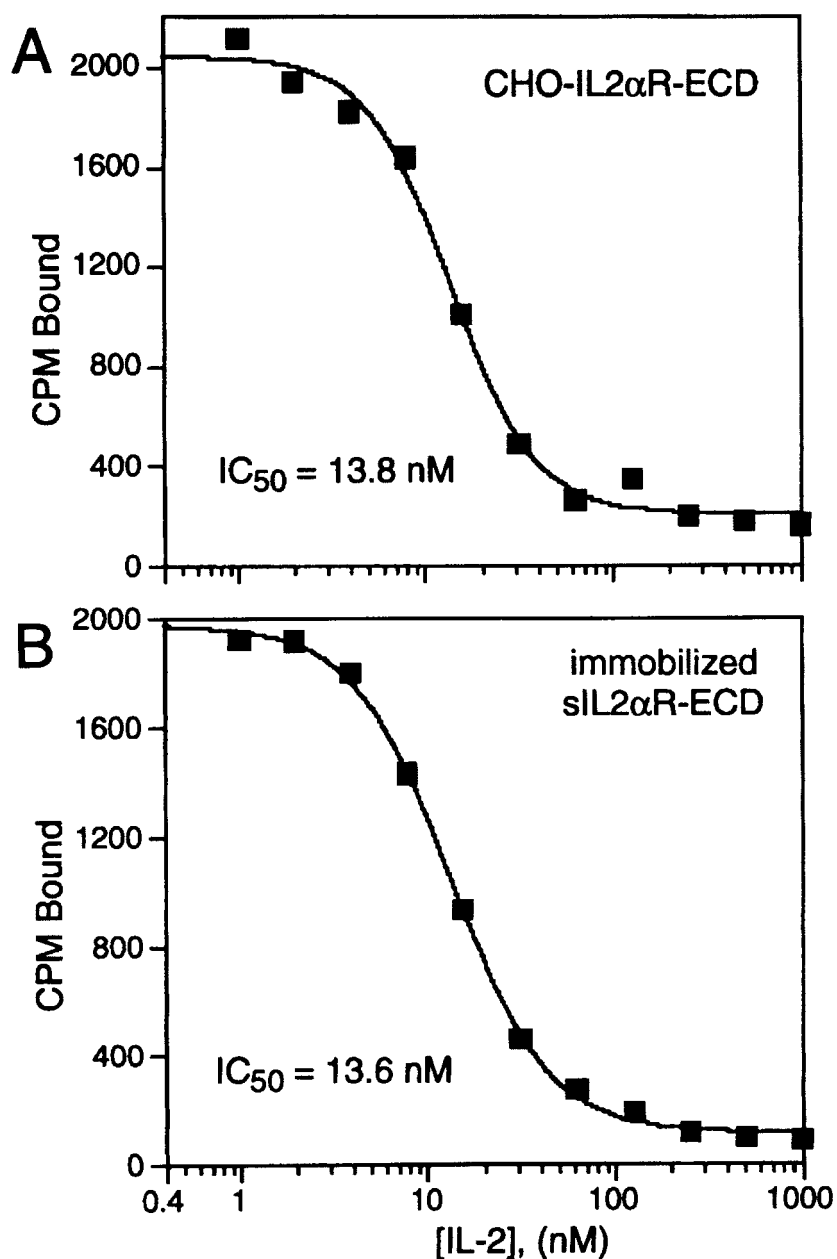 A
CHO-IL2αR-ECD
2000
1600
1200
800
400
0
CPM Bound
IC50 = 13.8 nM
B
immobilized
sIL2αR-ECD
2000
1600
1200
800
400
0
CPM Bound
IC50 = 13.6 nM
0.4 1 10 100 1000
[IL-2], (nM)